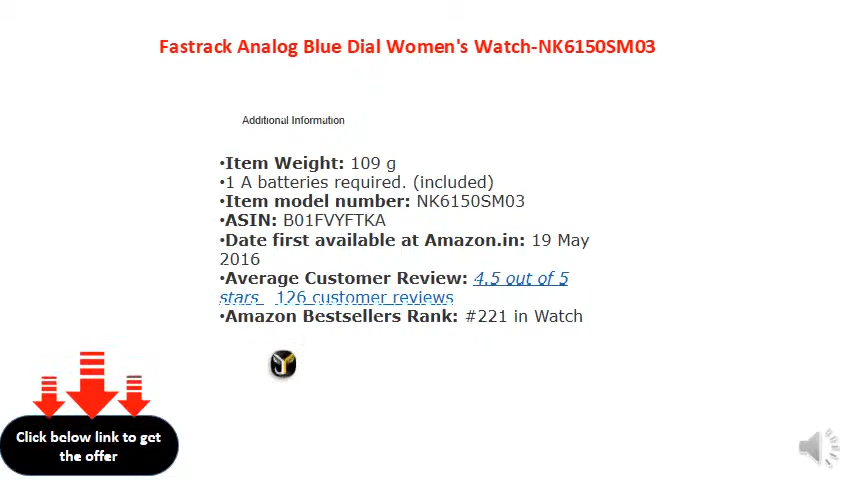 Fastrack Analog Blue Dial Women's Watch-NK6150SM03
Additional Information
•Item Weight: 109 g
•1 A batteries required. (included)
•Item model number: NK6150SM03
•ASIN: B01FVYFTKA
•Date first available at Amazon.in: 19 May
2016
•Average Customer Review: 4.5 out of 5
stars 126 customer reviews
•Amazon Bestsellers Rank: #221 in Watch
Click below link to get
the offer